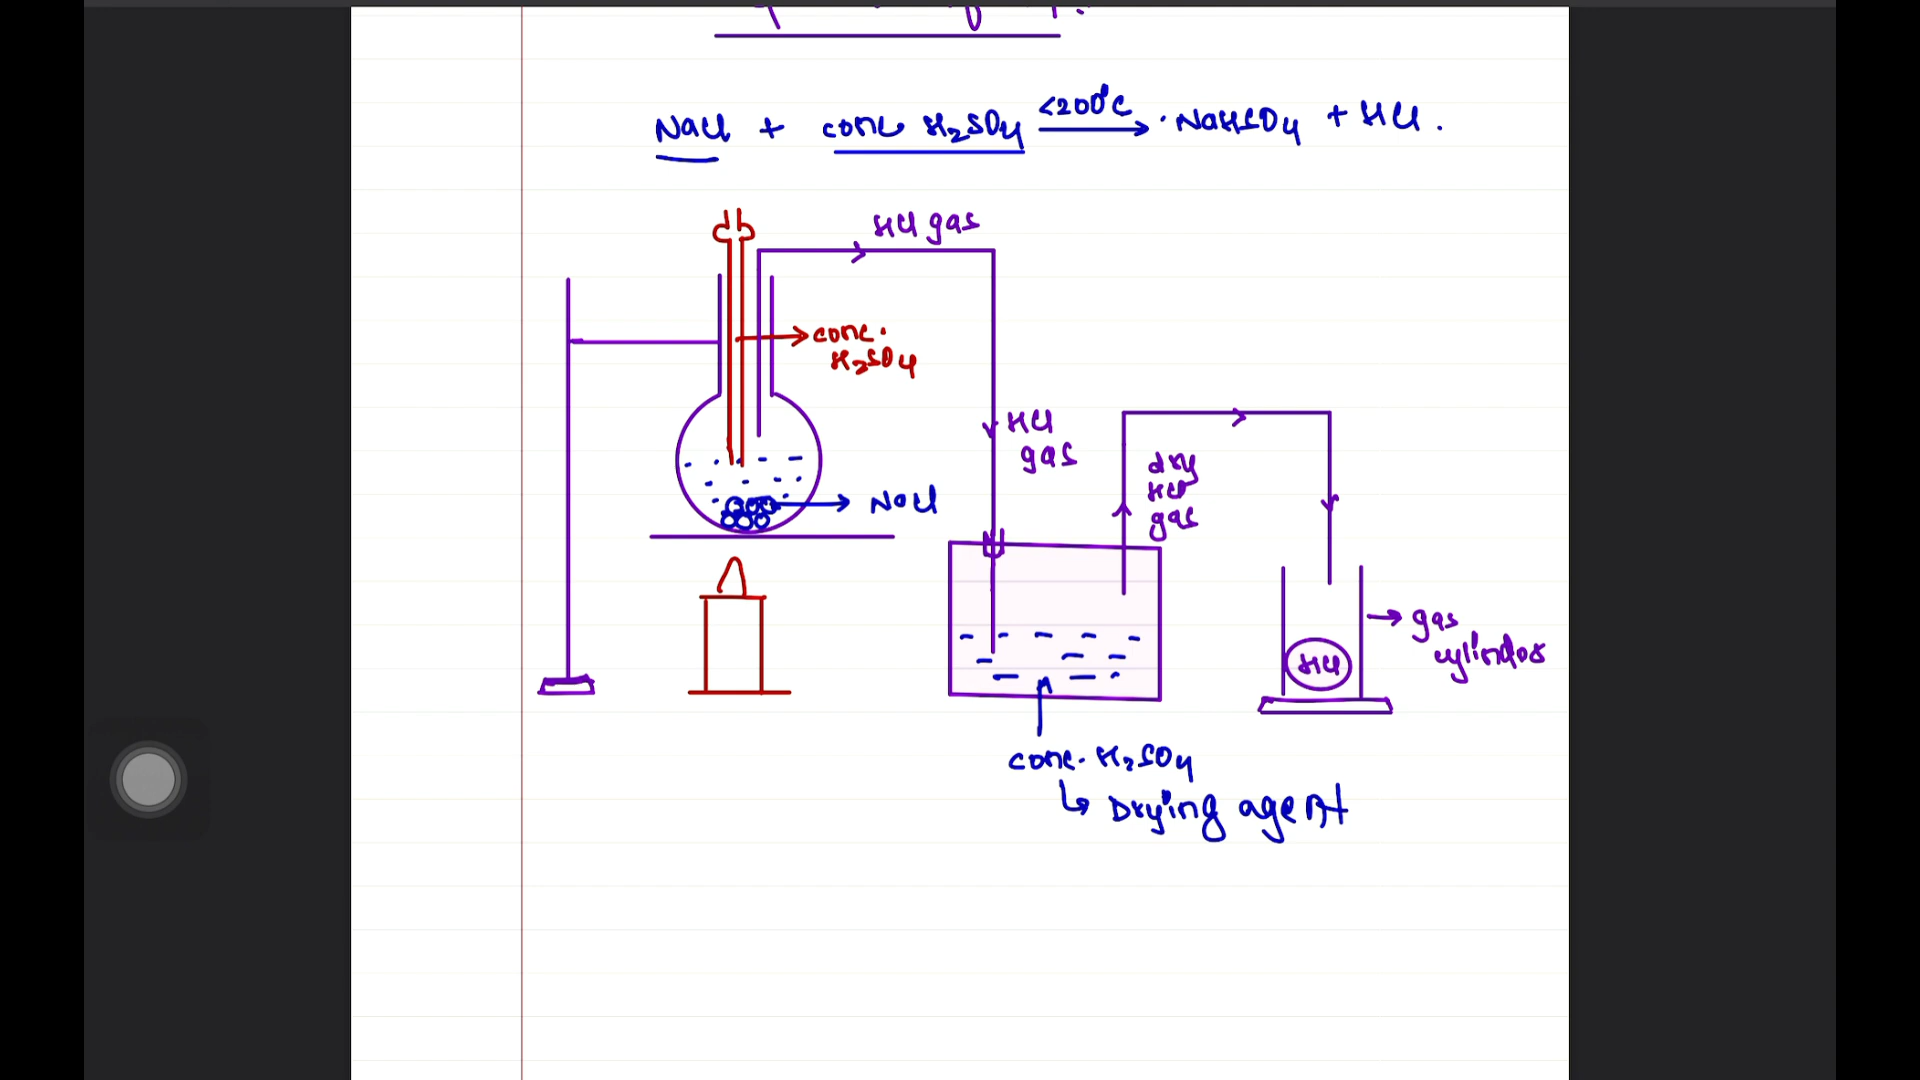 NaCl + conc H₂SO₄ <200°C → NaHSO₄ + HCl.
HCl gas
conc.
H₂SO₄
HCl
gas
dry
HCl
gas
NaCl
gas
cylinder
HCl
conc. H₂SO₄
↳ Drying agent